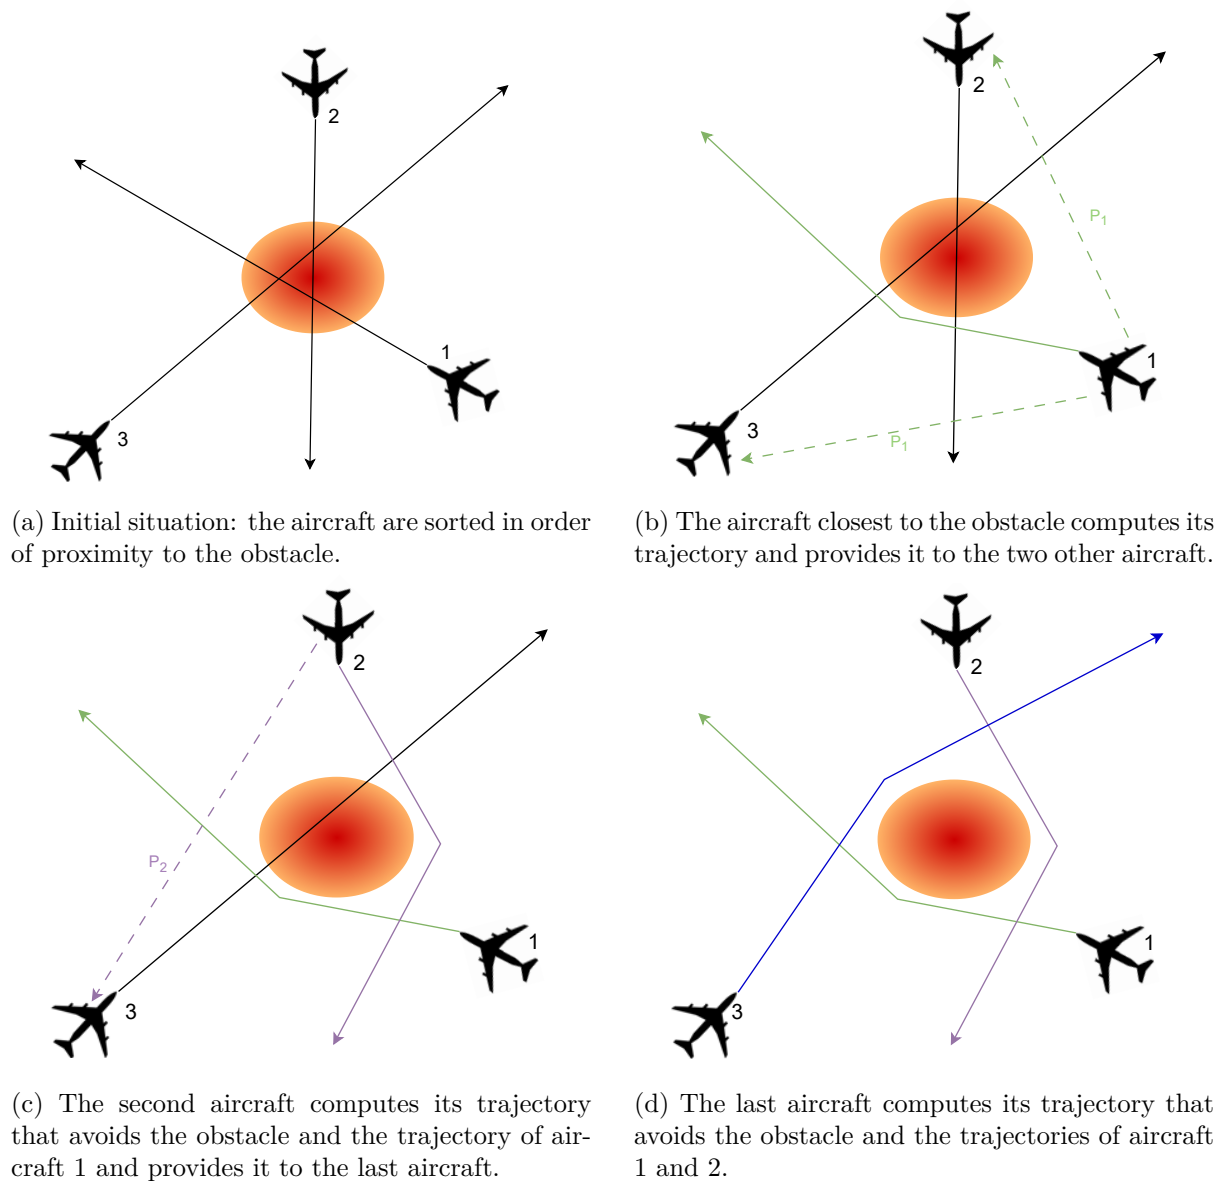 2
1
3
(a) Initial situation: the aircraft are sorted in order
of proximity to the obstacle.
2
P1
1
3
P1
(b) The aircraft closest to the obstacle computes its
trajectory and provides it to the two other aircraft.
2
P2
1
3
(c) The second aircraft computes its trajectory
that avoids the obstacle and the trajectory of air-
craft 1 and provides it to the last aircraft.
2
1
3
(d) The last aircraft computes its trajectory that
avoids the obstacle and the trajectories of aircraft
1 and 2.